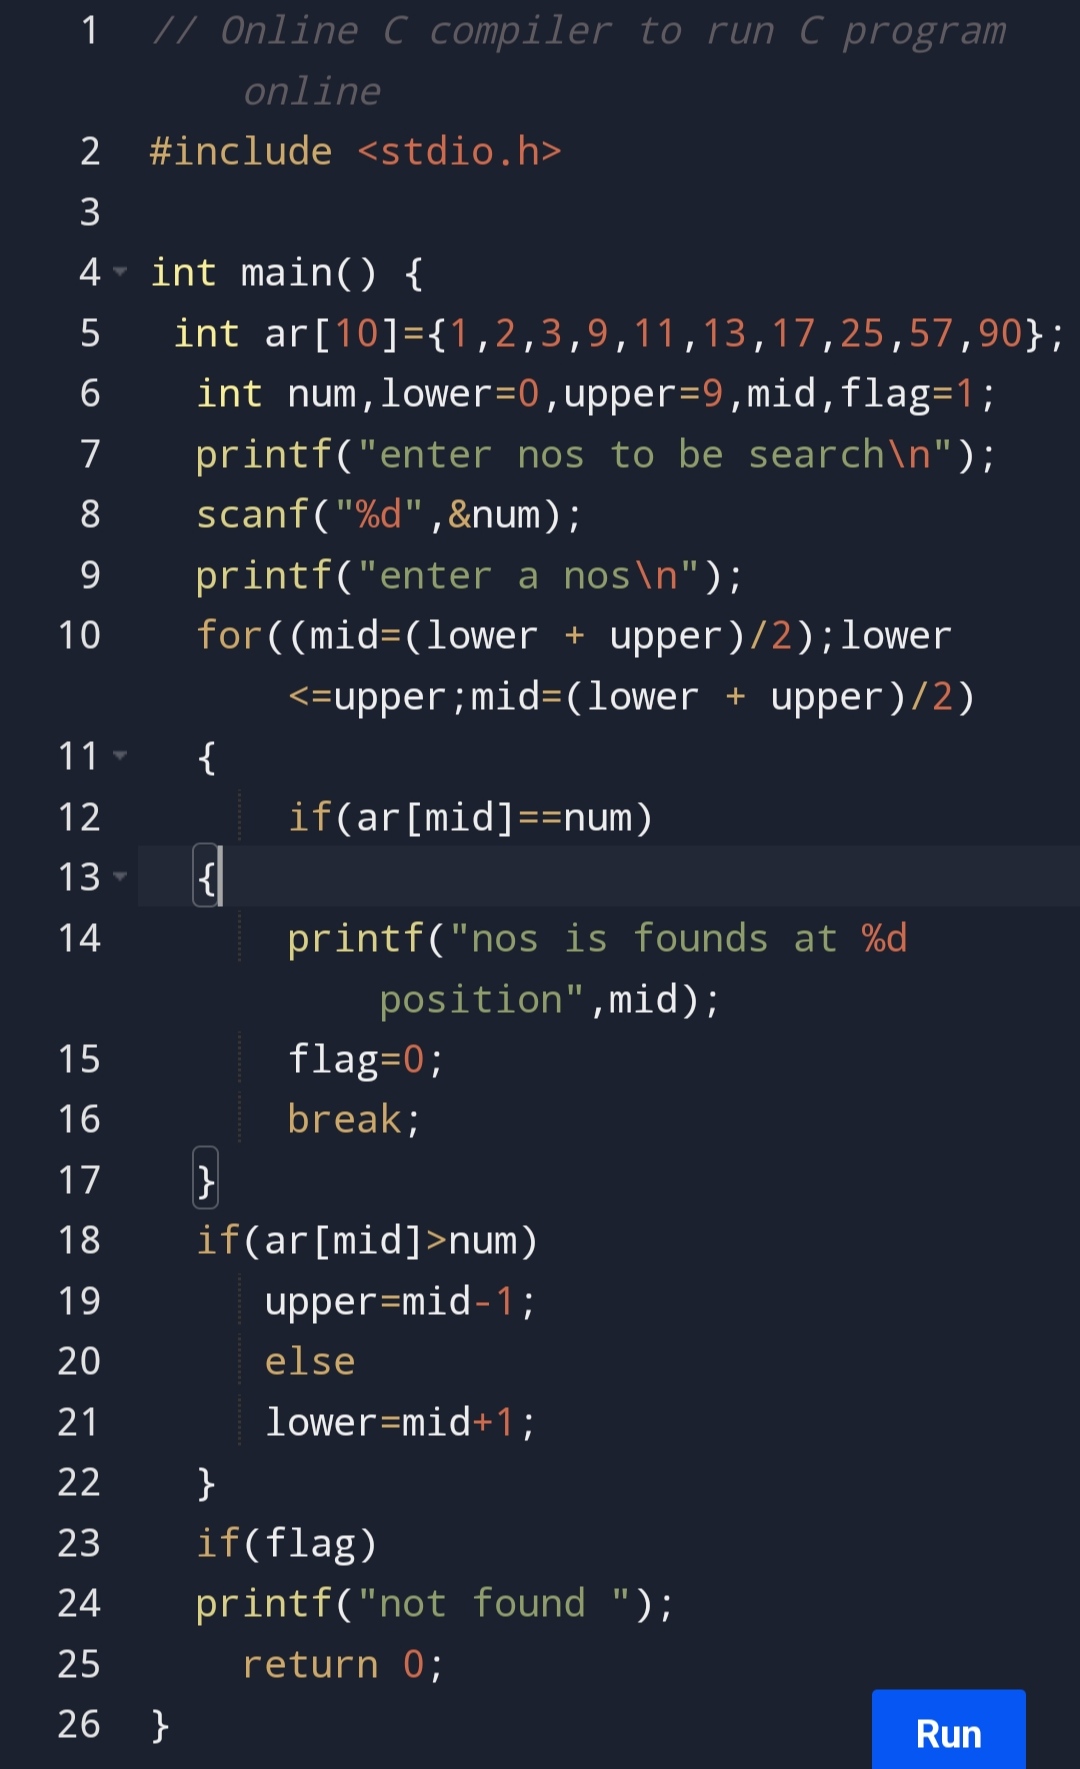 1 // Online C compiler to run C program
online
2 #include <stdio.h>
3
4 int main() {
5 int ar[10]={1,2,3,9,11,13,17,25,57,90};
6 int num,lower=0,upper=9,mid,flag=1;
7 printf("enter nos to be search\n");
8 scanf("%d",&num);
9 printf("enter a nos\n");
10 for((mid=(lower + upper)/2);lower
<=upper;mid=(lower + upper)/2)
11 {
12 if(ar[mid]==num)
13 {
14 printf("nos is founds at %d
position",mid);
15 flag=0;
16 break;
17 }
18 if(ar[mid]>num)
19 upper=mid-1;
20 else
21 lower=mid+1;
22 }
23 if(flag)
24 printf("not found ");
25 return 0;
26 }
Run